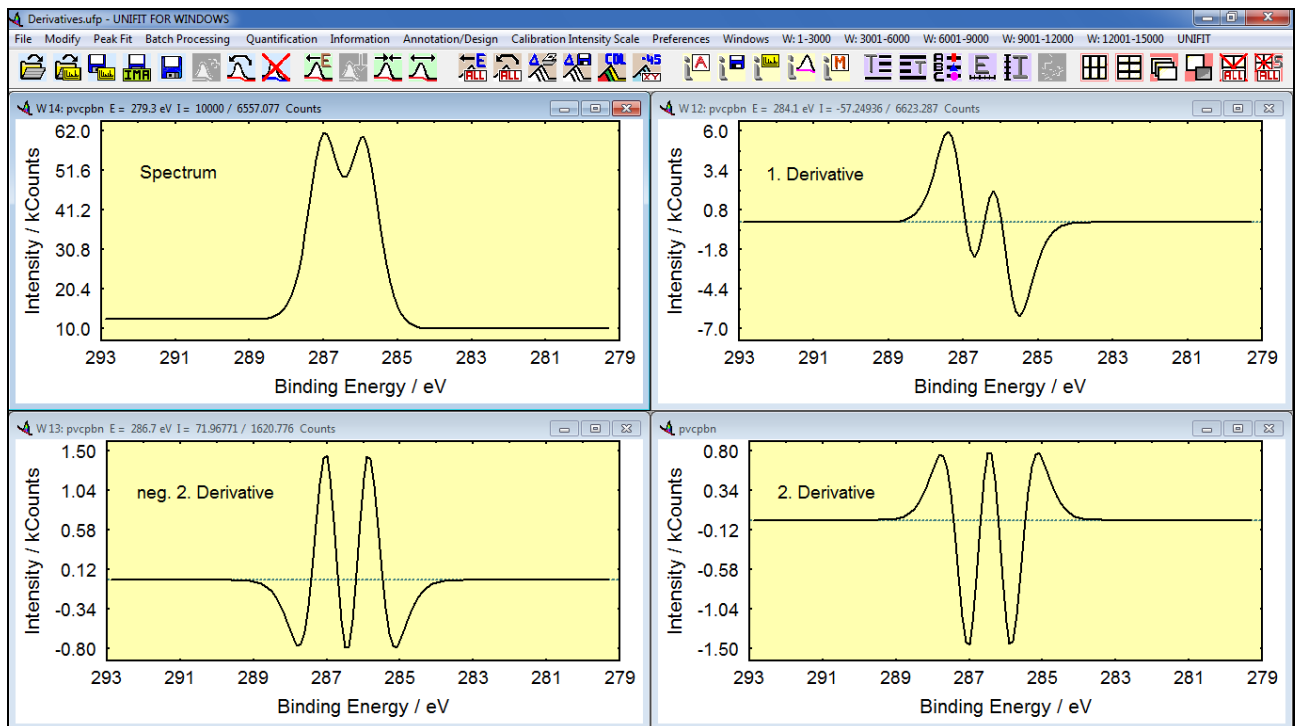 Derivatives.ufp - UNIFIT FOR WINDOWS
File Modify Peak Fit Batch Processing Quantification Information Annotation/Design Calibration Intensity Scale Preferences Windows W: 1-3000 W: 3001-6000 W: 6001-9000 W: 9001-12000 W: 12001-15000 UNIFIT
IMA E E ALL ALL COL -45 XY i A i i i i M T E E T A B C E I ALL S ALL
W 14: pvcpbn E = 279.3 eV I = 10000 / 6557.077 Counts
62.0
51.6
41.2
30.8
20.4
10.0
Intensity / kCounts
Spectrum
293 291 289 287 285 283 281 279
Binding Energy / eV
W 12: pvcpbn E = 284.1 eV I = -57.24936 / 6623.287 Counts
6.0
3.4
0.8
-1.8
-4.4
-7.0
Intensity / kCounts
1. Derivative
293 291 289 287 285 283 281 279
Binding Energy / eV
W 13: pvcpbn E = 286.7 eV I = 71.96771 / 1620.776 Counts
1.50
1.04
0.58
0.12
-0.34
-0.80
Intensity / kCounts
neg. 2. Derivative
293 291 289 287 285 283 281 279
Binding Energy / eV
pvcpbn
0.80
0.34
-0.12
-0.58
-1.04
-1.50
Intensity / kCounts
2. Derivative
293 291 289 287 285 283 281 279
Binding Energy / eV